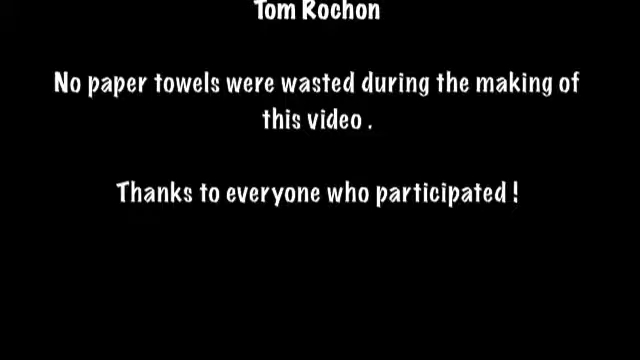 Tom Rochon
No paper towels were wasted during the making of
this video .
Thanks to everyone who participated !